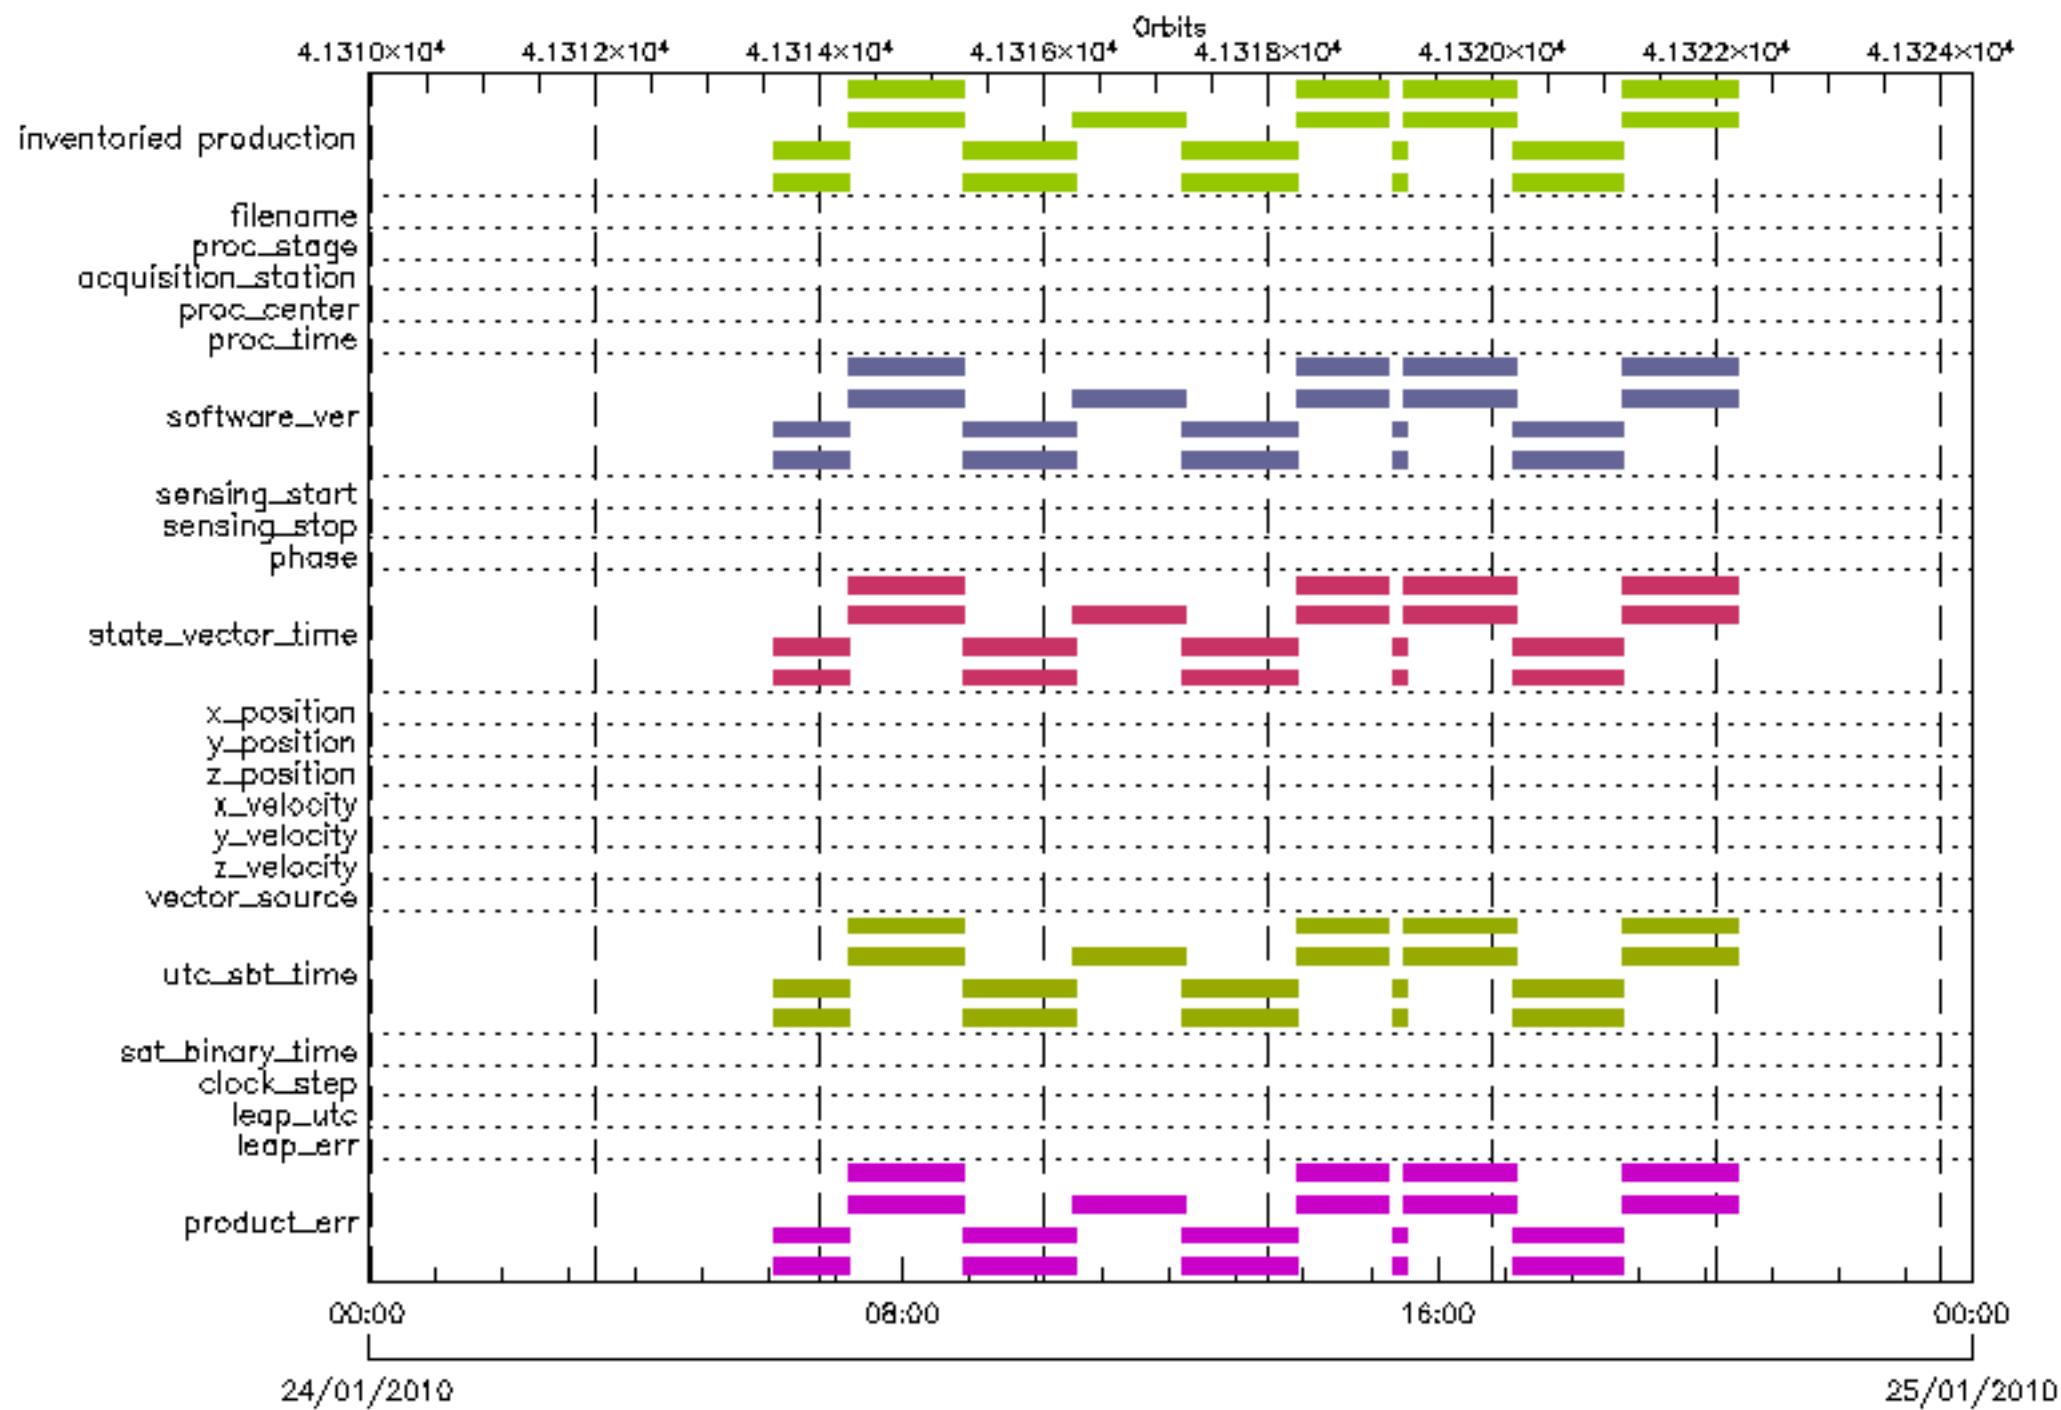 Orbits
4.1310×10⁴ 4.1312×10⁴ 4.1314×10⁴ 4.1316×10⁴ 4.1318×10⁴ 4.1320×10⁴ 4.1322×10⁴ 4.1324×10⁴
inventoried production
filename
proc_stage
acquisition_station
proc_center
proc_time
software_ver
sensing_start
sensing_stop
phase
state_vector_time
x_position
y_position
z_position
x_velocity
y_velocity
z_velocity
vector_source
utc_sbt_time
sat_binary_time
clock_step
leap_utc
leap_err
product_err
00:00 08:00 16:00 00:00
24/01/2010 25/01/2010